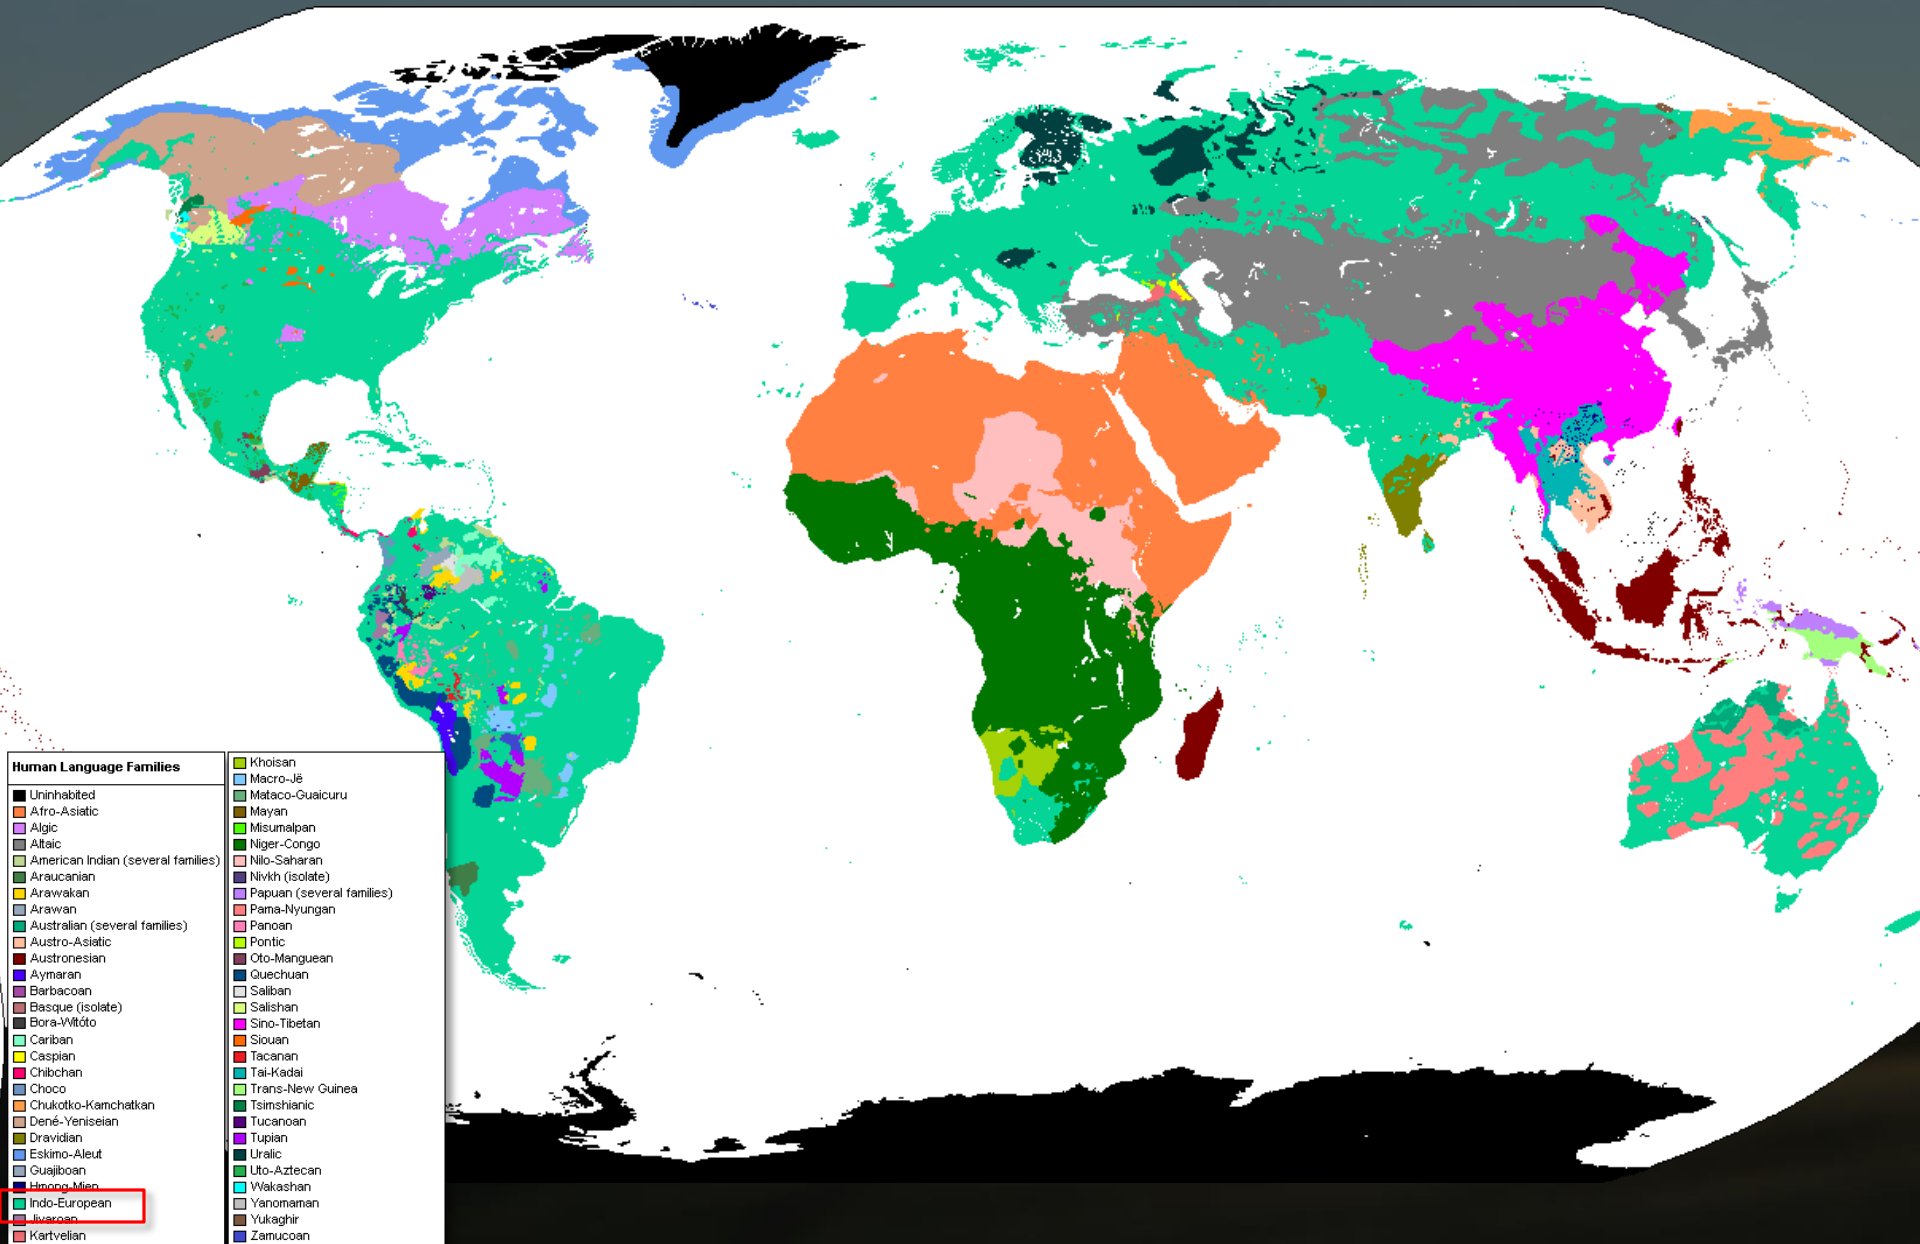 Human Language Families
Uninhabited
Afro-Asiatic
Algic
Altaic
American Indian (several families)
Araucanian
Arawakan
Arawan
Australian (several families)
Austro-Asiatic
Austronesian
Aymaran
Barbacoan
Basque (isolate)
Bora-Witóto
Cariban
Caspian
Chibchan
Choco
Chukotko-Kamchatkan
Dené-Yeniseian
Dravidian
Eskimo-Aleut
Guajiboan
Hmong-Mien
Indo-European
Jivaroan
Kartvelian
Khoisan
Macro-Jë
Mataco-Guaicuru
Mayan
Misumalpan
Niger-Congo
Nilo-Saharan
Nivkh (isolate)
Papuan (several families)
Pama-Nyungan
Panoan
Pontic
Oto-Manguean
Quechuan
Saliban
Salishan
Sino-Tibetan
Siouan
Tacanan
Tai-Kadai
Trans-New Guinea
Tsimshianic
Tucanoan
Tupian
Uralic
Uto-Aztecan
Wakashan
Yanomaman
Yukaghir
Zamucoan